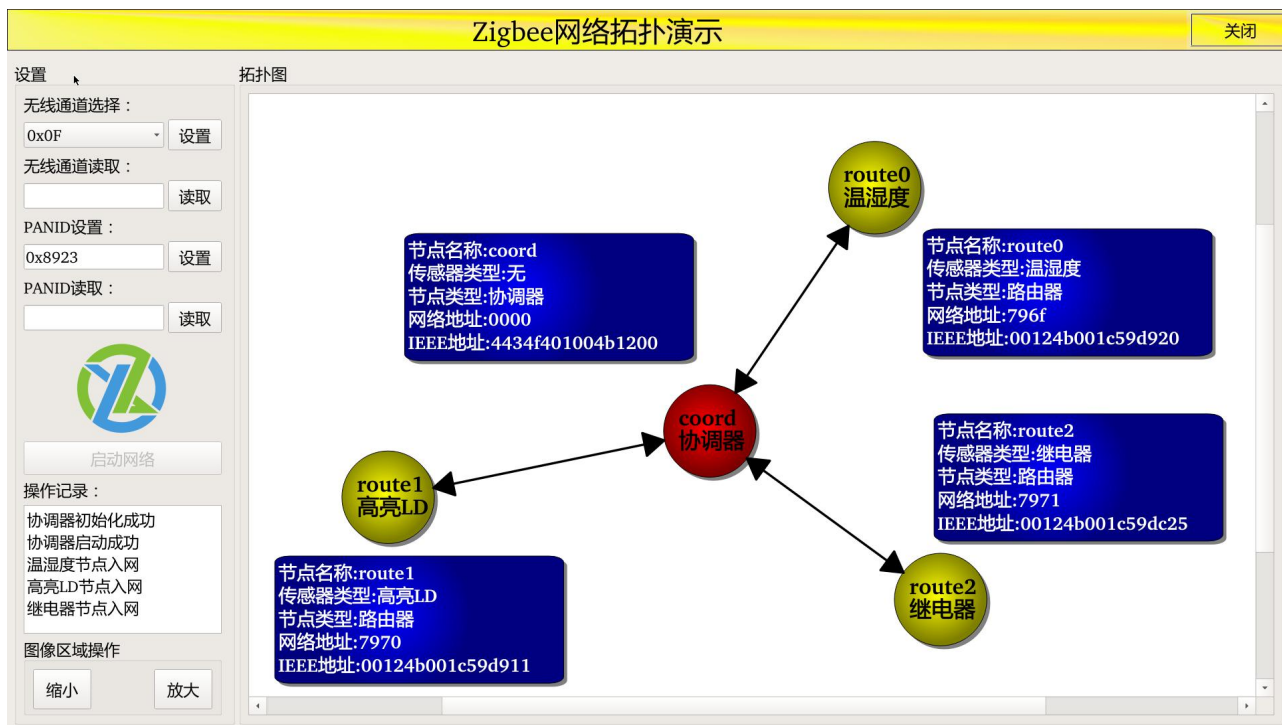 Zigbee网络拓扑演示
关闭
设置
无线通道选择：
0x0F
设置
无线通道读取：
读取
PANID设置：
0x8923
设置
PANID读取：
读取
启动网络
操作记录：
协调器初始化成功
协调器启动成功
温湿度节点入网
高亮LD节点入网
继电器节点入网
图像区域操作
缩小
放大
拓扑图
route0
温湿度
节点名称:coord
传感器类型:无
节点类型:协调器
网络地址:0000
IEEE地址:4434f401004b1200
节点名称:route0
传感器类型:温湿度
节点类型:路由器
网络地址:796f
IEEE地址:00124b001c59d920
coord
协调器
节点名称:route2
传感器类型:继电器
节点类型:路由器
网络地址:7971
IEEE地址:00124b001c59dc25
route1
高亮LD
节点名称:route1
传感器类型:高亮LD
节点类型:路由器
网络地址:7970
IEEE地址:00124b001c59d911
route2
继电器